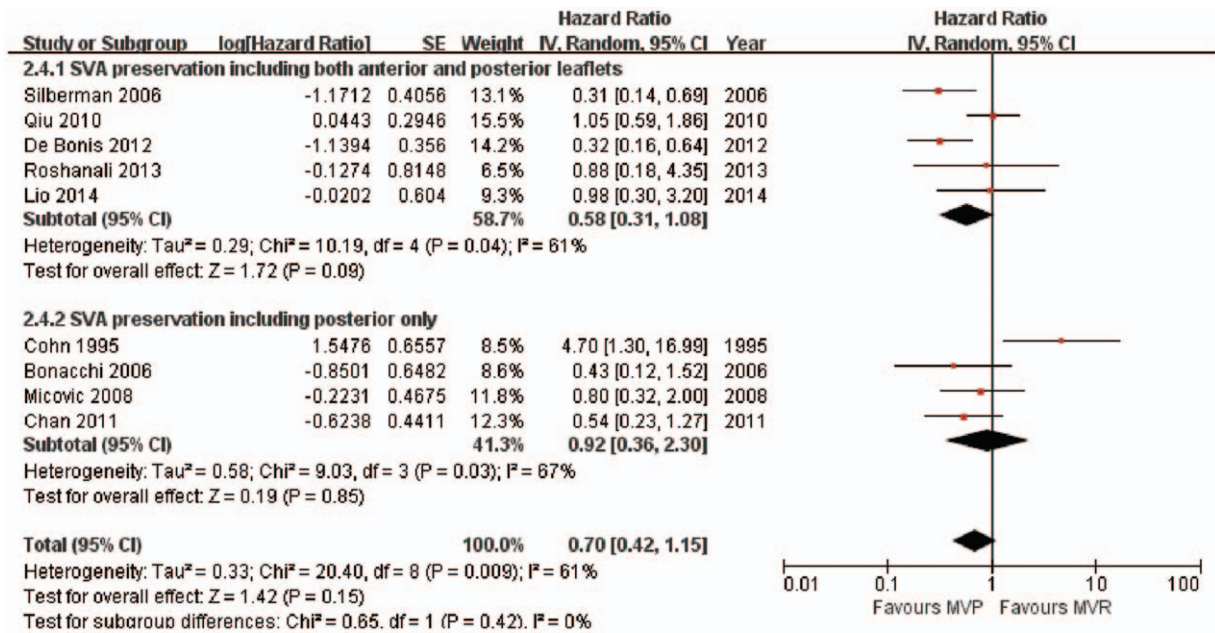 Hazard Ratio Hazard Ratio
Study or Subgroup log[Hazard Ratio] SE Weight IV, Random, 95% CI Year IV, Random, 95% CI
2.4.1 SVA preservation including both anterior and posterior leaflets
Silberman 2006 -1.1712 0.4056 13.1% 0.31 [0.14, 0.69] 2006
Qiu 2010 0.0443 0.2946 15.5% 1.05 [0.59, 1.86] 2010
De Bonis 2012 -1.1394 0.356 14.2% 0.32 [0.16, 0.64] 2012
Roshanali 2013 -0.1274 0.8148 6.5% 0.88 [0.18, 4.35] 2013
Lio 2014 -0.0202 0.604 9.3% 0.98 [0.30, 3.20] 2014
Subtotal (95% CI) 58.7% 0.58 [0.31, 1.08]
Heterogeneity: Tau² = 0.29; Chi² = 10.19, df = 4 (P = 0.04); I² = 61%
Test for overall effect: Z = 1.72 (P = 0.09)
2.4.2 SVA preservation including posterior only
Cohn 1995 1.5476 0.6557 8.5% 4.70 [1.30, 16.99] 1995
Bonacchi 2006 -0.8501 0.6482 8.6% 0.43 [0.12, 1.52] 2006
Micovic 2008 -0.2231 0.4675 11.8% 0.80 [0.32, 2.00] 2008
Chan 2011 -0.6238 0.4411 12.3% 0.54 [0.23, 1.27] 2011
Subtotal (95% CI) 41.3% 0.92 [0.36, 2.30]
Heterogeneity: Tau² = 0.58; Chi² = 9.03, df = 3 (P = 0.03); I² = 67%
Test for overall effect: Z = 0.19 (P = 0.85)
Total (95% CI) 100.0% 0.70 [0.42, 1.15]
Heterogeneity: Tau² = 0.33; Chi² = 20.40, df = 8 (P = 0.009); I² = 61%
Test for overall effect: Z = 1.42 (P = 0.15)
Test for subgroup differences: Chi² = 0.65, df = 1 (P = 0.42), I² = 0%
0.01 0.1 1 10 100
Favours MVP Favours MVR